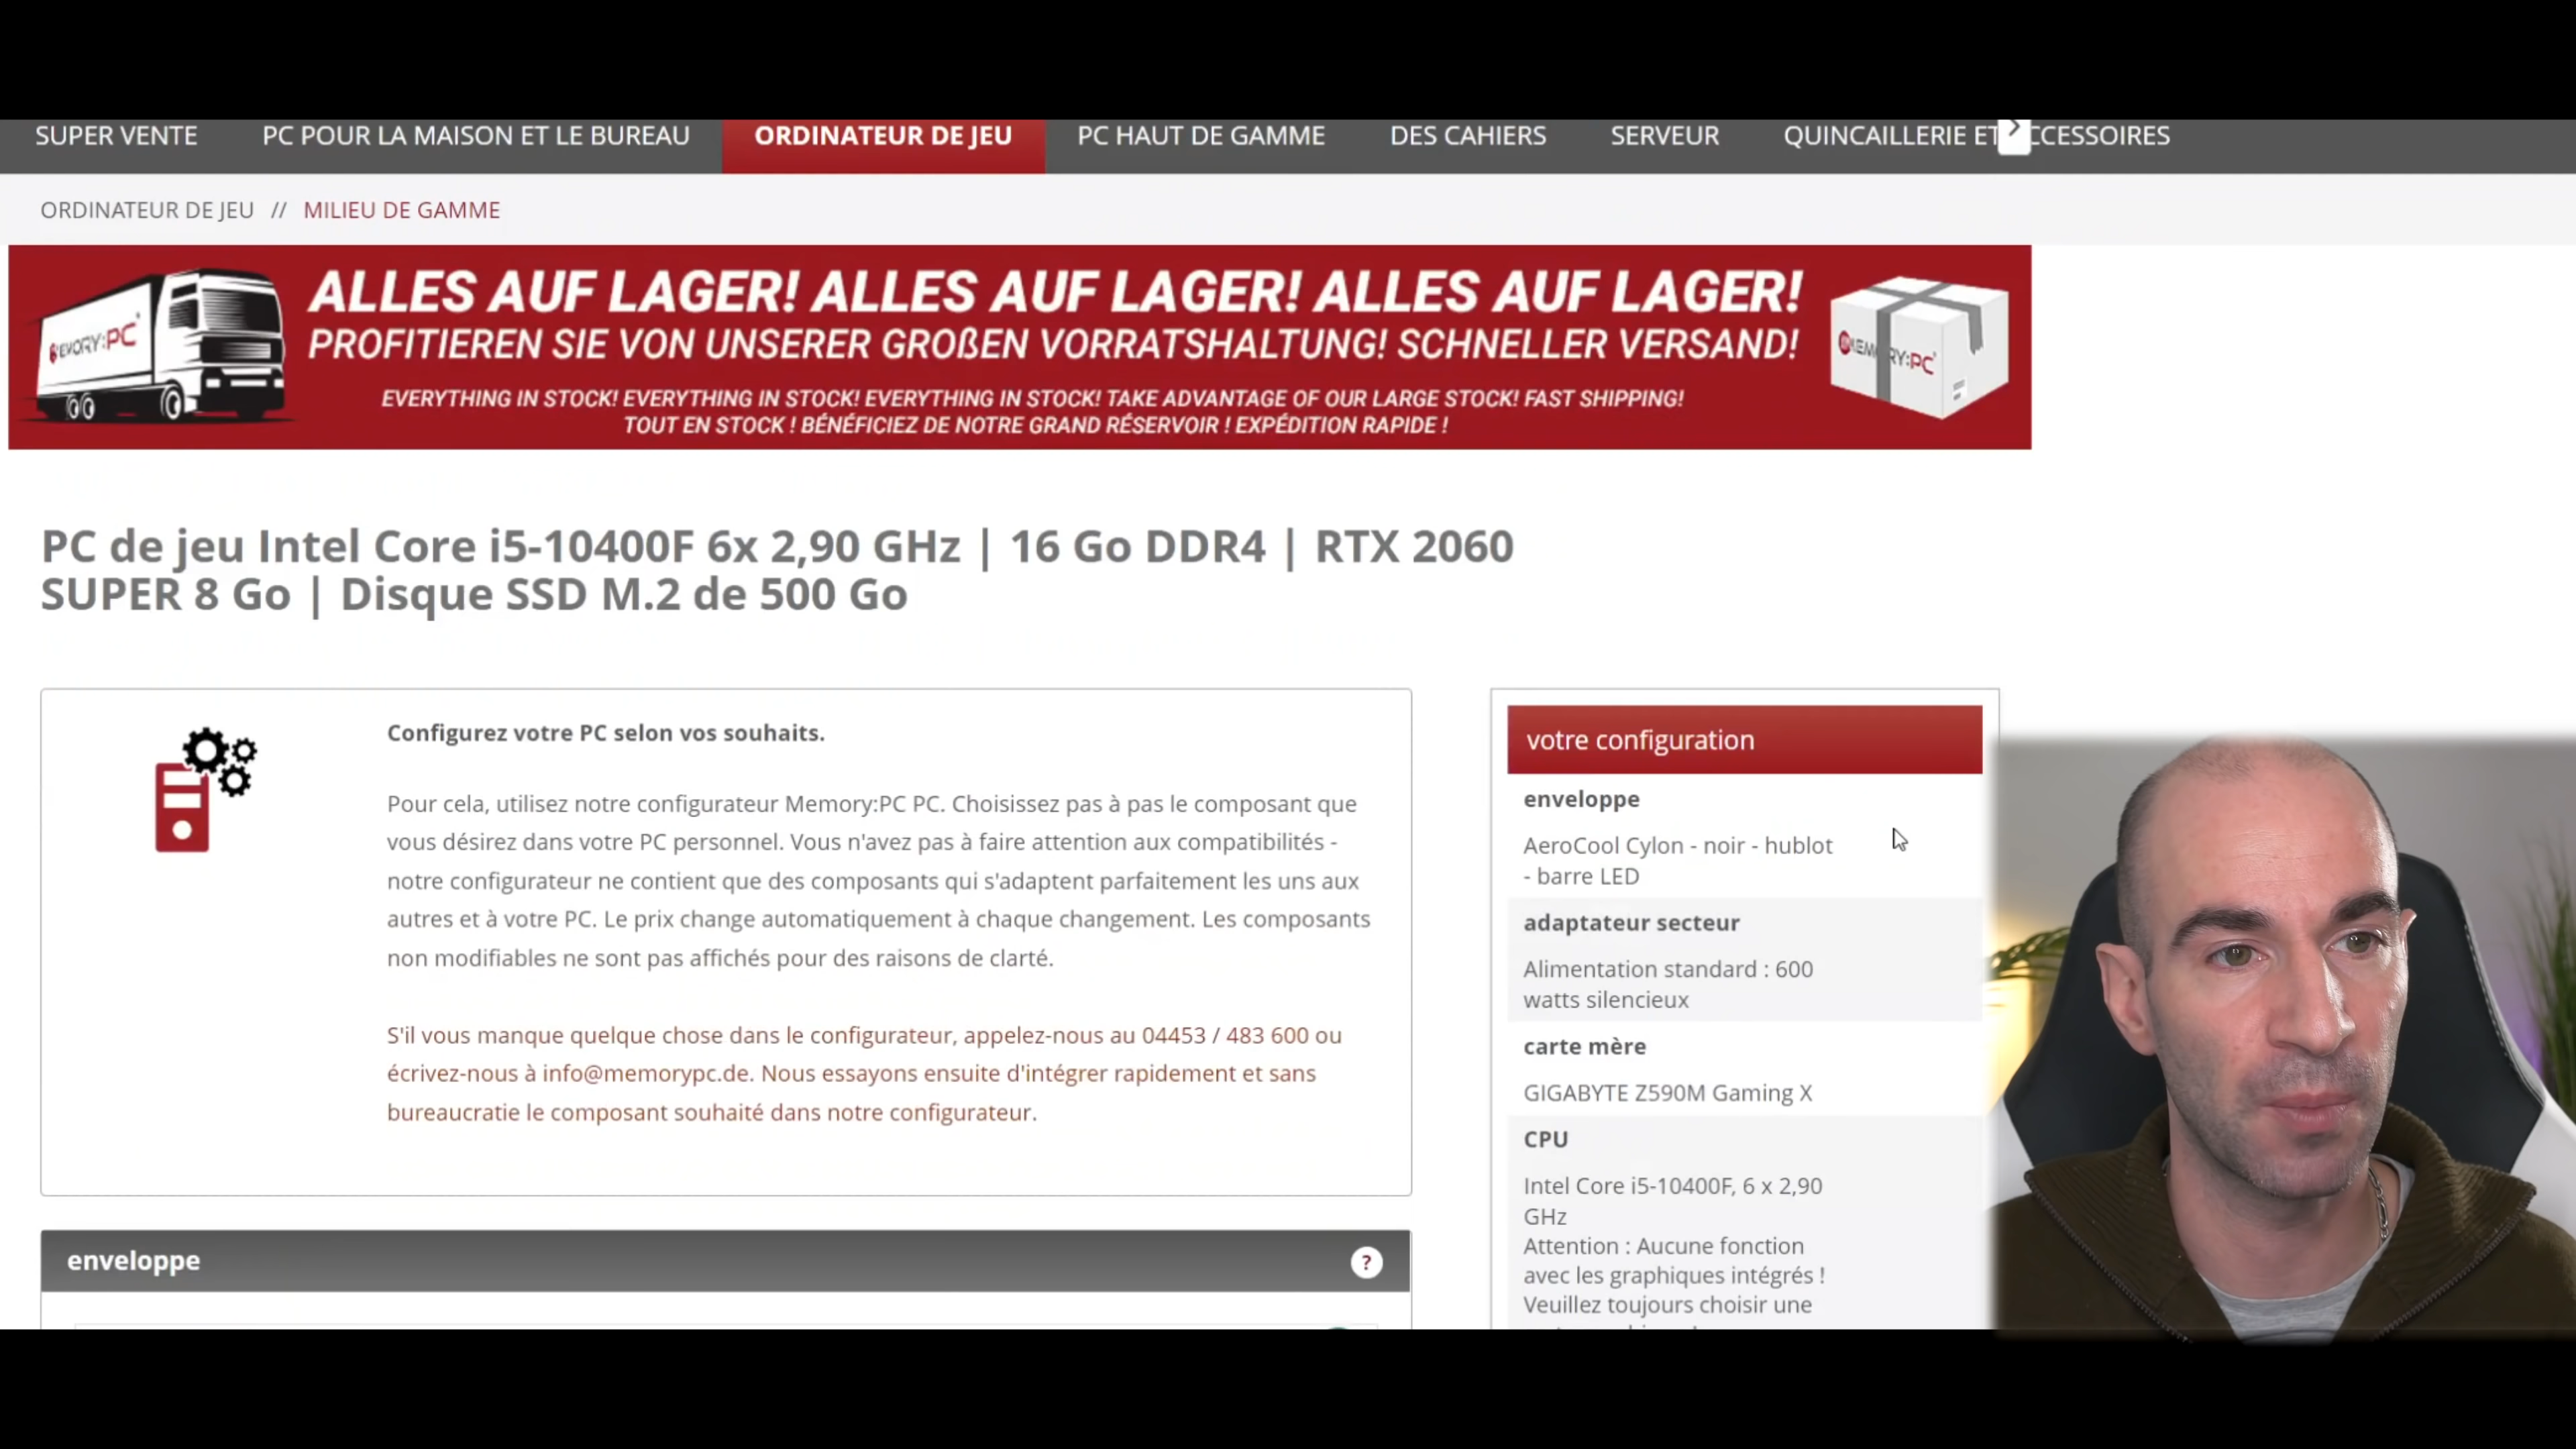 SUPER VENTE
PC POUR LA MAISON ET LE BUREAU
ORDINATEUR DE JEU
PC HAUT DE GAMME
DES CAHIERS
SERVEUR
QUINCAILLERIE ET CCESSOIRES
ORDINATEUR DE JEU // MILIEU DE GAMME
ALLES AUF LAGER! ALLES AUF LAGER! ALLES AUF LAGER!
PROFITIEREN SIE VON UNSERER GROßEN VORRATSHALTUNG! SCHNELLER VERSAND!
EVERYTHING IN STOCK! EVERYTHING IN STOCK! EVERYTHING IN STOCK! TAKE ADVANTAGE OF OUR LARGE STOCK! FAST SHIPPING!
TOUT EN STOCK ! BÉNÉFICIEZ DE NOTRE GRAND RÉSERVOIR ! EXPÉDITION RAPIDE !
MEMORY:PC
MEMORY:PC
PC de jeu Intel Core i5-10400F 6x 2,90 GHz | 16 Go DDR4 | RTX 2060
SUPER 8 Go | Disque SSD M.2 de 500 Go
Configurez votre PC selon vos souhaits.
Pour cela, utilisez notre configurateur Memory:PC PC. Choisissez pas à pas le composant que
vous désirez dans votre PC personnel. Vous n'avez pas à faire attention aux compatibilités -
notre configurateur ne contient que des composants qui s'adaptent parfaitement les uns aux
autres et à votre PC. Le prix change automatiquement à chaque changement. Les composants
non modifiables ne sont pas affichés pour des raisons de clarté.
S'il vous manque quelque chose dans le configurateur, appelez-nous au 04453 / 483 600 ou
écrivez-nous à info@memorypc.de. Nous essayons ensuite d'intégrer rapidement et sans
bureaucratie le composant souhaité dans notre configurateur.
enveloppe
?
votre configuration
enveloppe
AeroCool Cylon - noir - hublot
- barre LED
adaptateur secteur
Alimentation standard : 600
watts silencieux
carte mère
GIGABYTE Z590M Gaming X
CPU
Intel Core i5-10400F, 6 x 2,90
GHz
Attention : Aucune fonction
avec les graphiques intégrés !
Veuillez toujours choisir une